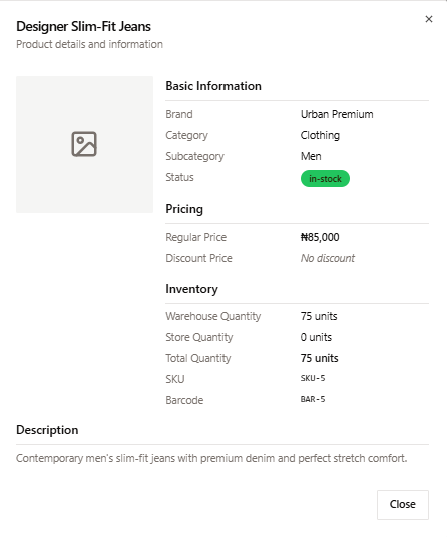 Designer Slim-Fit Jeans
Product details and information
Basic Information
Brand Urban Premium
Category Clothing
Subcategory Men
Status in-stock
Pricing
Regular Price ₦85,000
Discount Price No discount
Inventory
Warehouse Quantity 75 units
Store Quantity 0 units
Total Quantity 75 units
SKU SKU-5
Barcode BAR-5
Description
Contemporary men's slim-fit jeans with premium denim and perfect stretch comfort.
Close